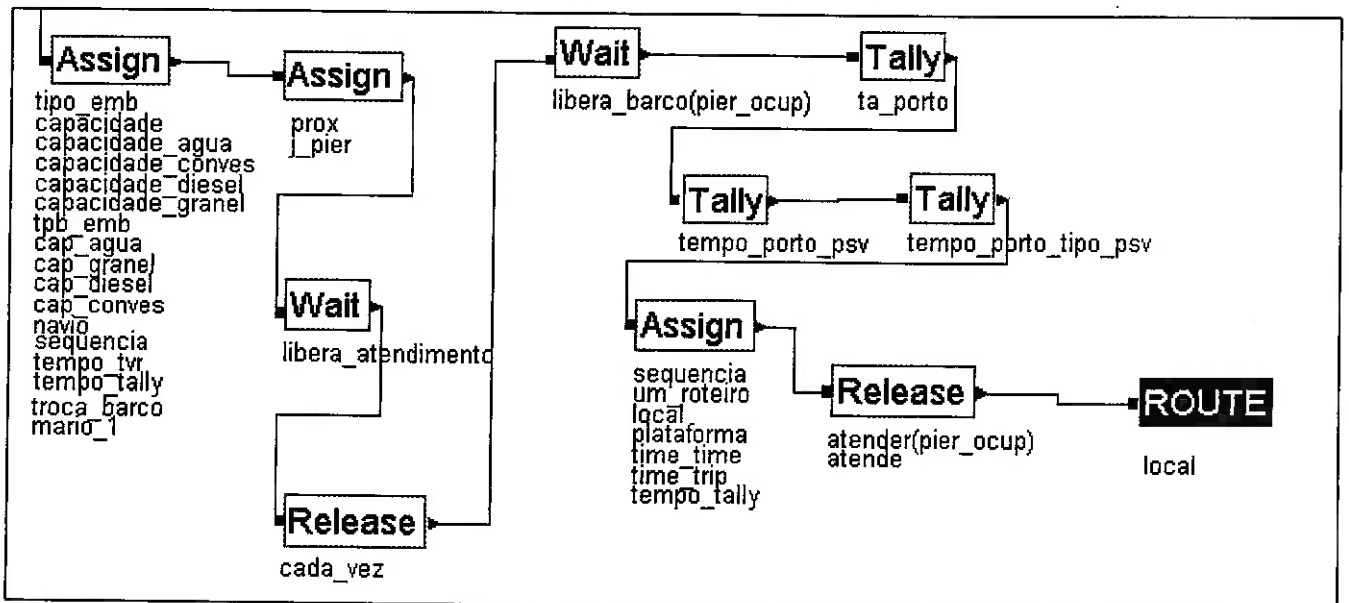 Assign
tipo_emb
capacidade
capacidade_agua
capacidade_conves
capacidade_diesel
capacidade_granel
tpb_emb
cap_agua
cap_granel
cap_diesel
cap_conves
navio
sequencia
tempo_tvr
tempo_tally
troca_barco
mario_1
Assign
prox
j_pier
Wait
libera_atendimento
Release
cada_vez
Wait
libera_barco(pier_ocup)
Tally
ta_porto
Tally
tempo_porto_psv
Tally
tempo_porto_tipo_psv
Assign
sequencia
um_roteiro
local
plataforma
time_time
time_trip
tempo_tally
Release
atender(pier_ocup)
atende
ROUTE
local